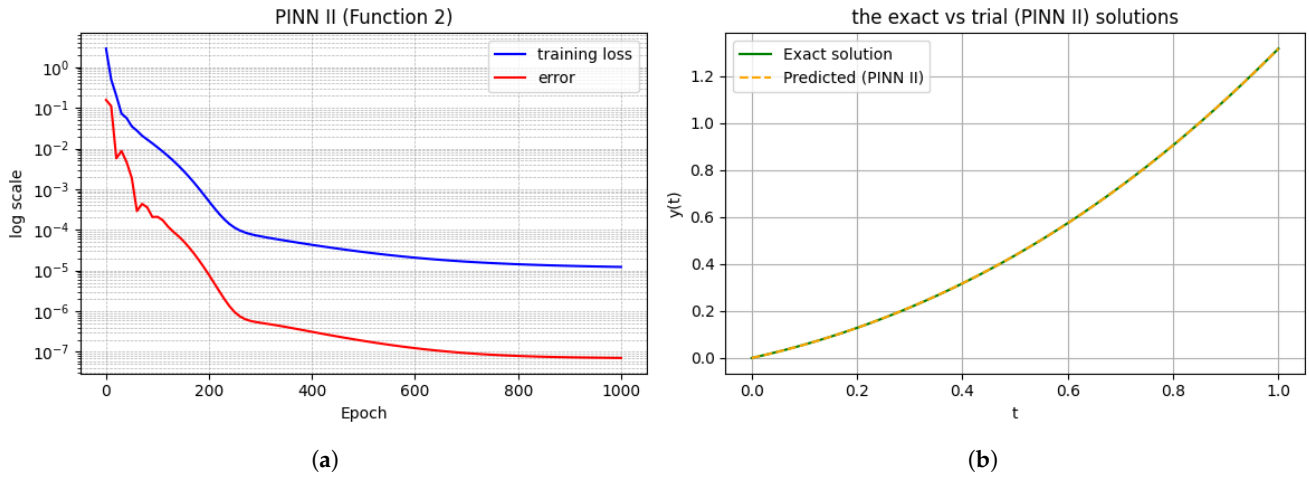 PINN II (Function 2)
training loss
error
log scale
10⁰
10⁻¹
10⁻²
10⁻³
10⁻⁴
10⁻⁵
10⁻⁶
10⁻⁷
0 200 400 600 800 1000
Epoch
(a)
the exact vs trial (PINN II) solutions
Exact solution
Predicted (PINN II)
y(t)
1.2
1.0
0.8
0.6
0.4
0.2
0.0
0.0 0.2 0.4 0.6 0.8 1.0
t
(b)